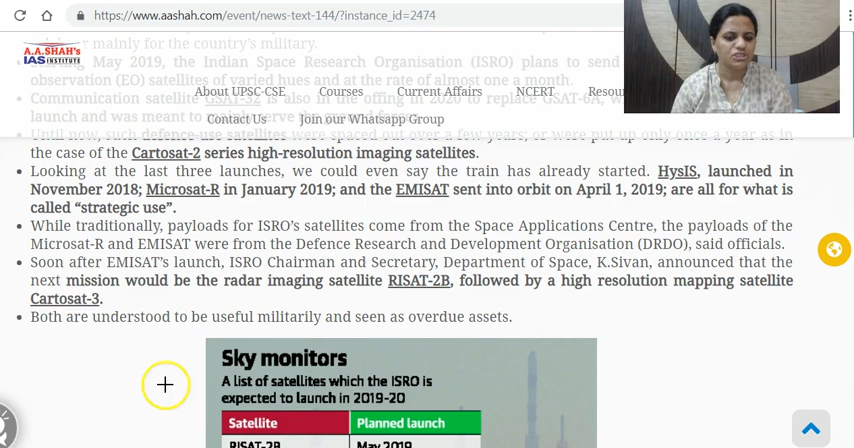 https://www.aashah.com/event/news-text-144/?instance_id=2474
mainly for the country's military.
A.A.SHAH's
IAS INSTITUTE
May 2019, the Indian Space Research Organisation (ISRO) plans to send
observation (EO) satellites of varied hues and at the rate of almost one a month.
About UPSC-CSE Courses Current Affairs NCERT Resou
Communication satellite GSAT-32 is also in the offing in 2020 to replace GSAT-6A,
launch and was meant to
Contact Us Join our Whatsapp Group
Until now, such defence-use satellites were spaced out over a few years, or were put up only once a year as in
the case of the Cartosat-2 series high-resolution imaging satellites.
• Looking at the last three launches, we could even say the train has already started. HysIS, launched in
November 2018; Microsat-R in January 2019; and the EMISAT sent into orbit on April 1, 2019; are all for what is
called “strategic use”.
• While traditionally, payloads for ISRO's satellites come from the Space Applications Centre, the payloads of the
Microsat-R and EMISAT were from the Defence Research and Development Organisation (DRDO), said officials.
• Soon after EMISAT's launch, ISRO Chairman and Secretary, Department of Space, K.Sivan, announced that the
next mission would be the radar imaging satellite RISAT-2B, followed by a high resolution mapping satellite
Cartosat-3.
• Both are understood to be useful militarily and seen as overdue assets.
Sky monitors
A list of satellites which the ISRO is
expected to launch in 2019-20
Satellite Planned launch
RISAT-2B May 2019